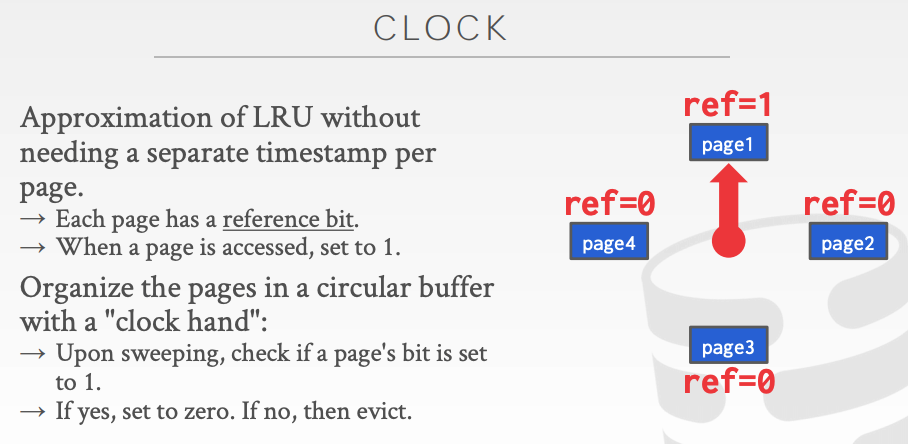 CLOCK
Approximation of LRU without
needing a separate timestamp per
page.
→ Each page has a reference bit.
→ When a page is accessed, set to 1.
Organize the pages in a circular buffer
with a "clock hand":
→ Upon sweeping, check if a page's bit is set
to 1.
→ If yes, set to zero. If no, then evict.
ref=1
page1
ref=0
page4
ref=0
page2
page3
ref=0